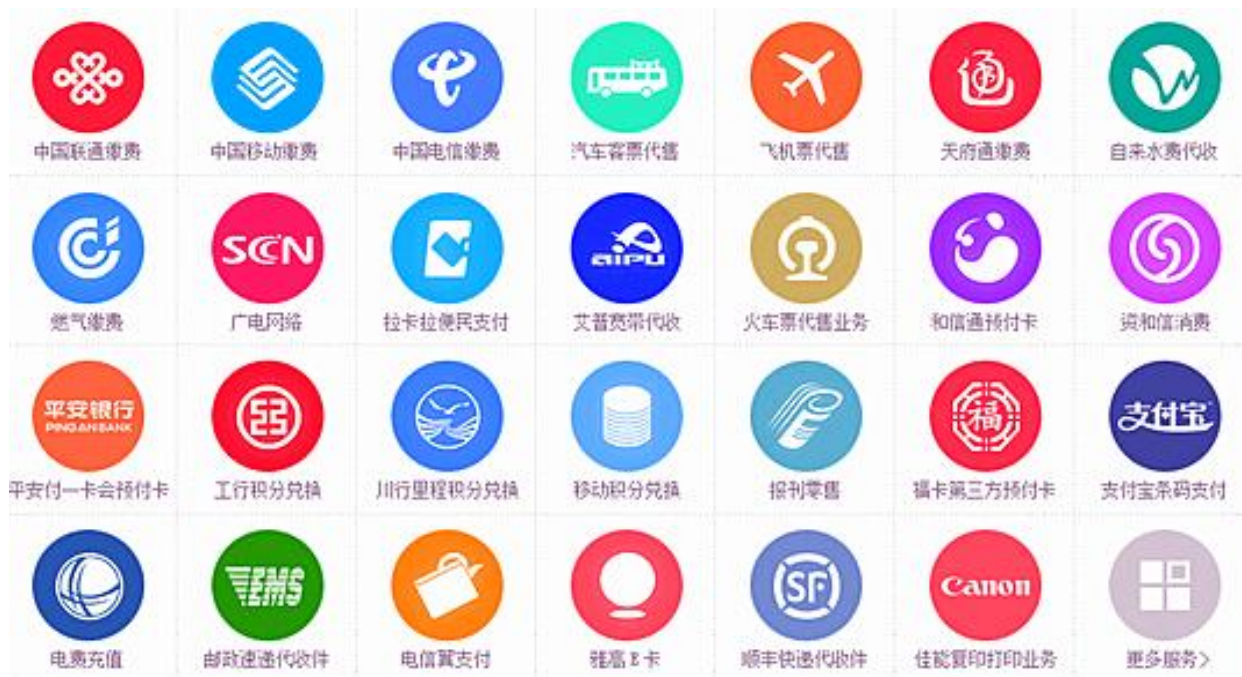 中国联通缴费
中国移动缴费
中国电信缴费
汽车客票代售
飞机票代售
天府通缴费
自来水费代收
燃气缴费
SCN
广电网络
拉卡拉便民支付
aipu
艾普宽带代收
火车票代售业务
和信通预付卡
资和信消费
平安银行
PINGAN BANK
平安付一卡会预付卡
工行积分兑换
川行里程积分兑换
移动积分兑换
报刊零售
福
福卡第三方预付卡
支付宝
支付宝条码支付
电费充值
EMS
邮政速递代收件
电信翼支付
雅高E卡
SF
顺丰快递代收件
Canon
佳能复印打印业务
更多服务>
通